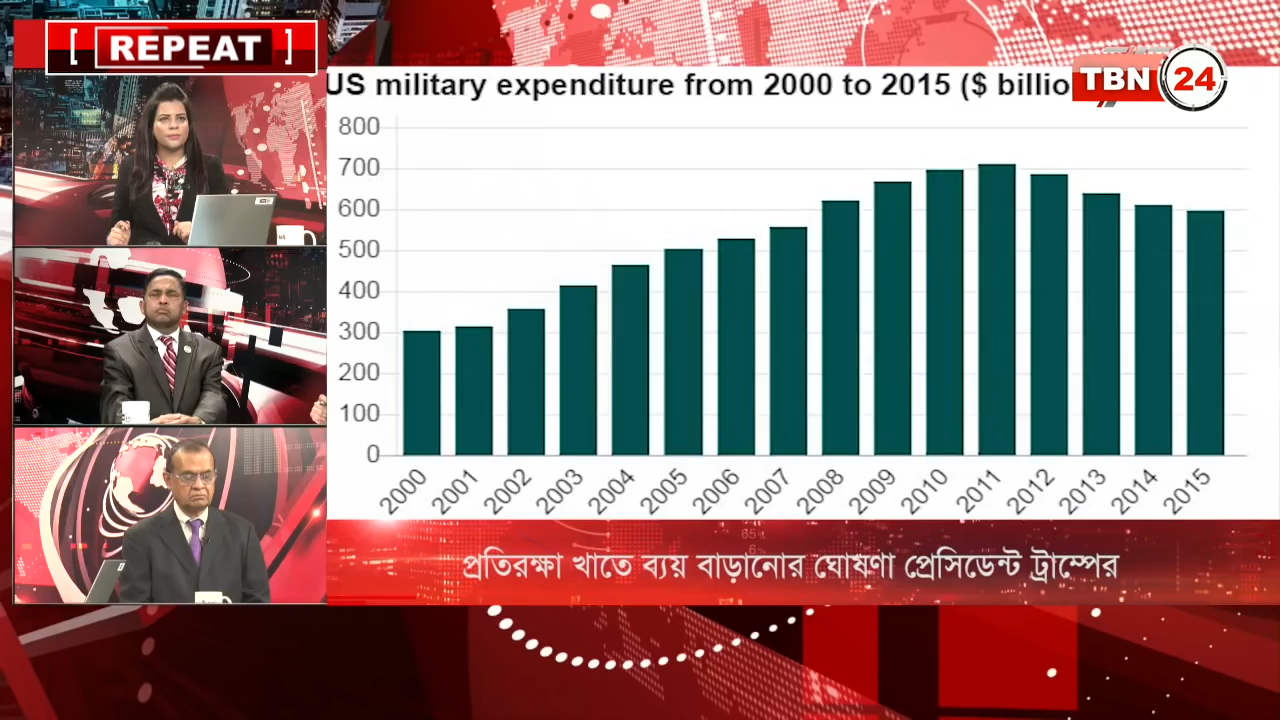 [ REPEAT ]
US military expenditure from 2000 to 2015 ($ billio
TBN 24
800
700
600
500
400
300
200
100
0
2000 2001 2002 2003 2004 2005 2006 2007 2008 2009 2010 2011 2012 2013 2014 2015
প্রতিরক্ষা খাতে ব্যয় বাড়ানোর ঘোষণা প্রেসিডেন্ট ট্রাম্পের